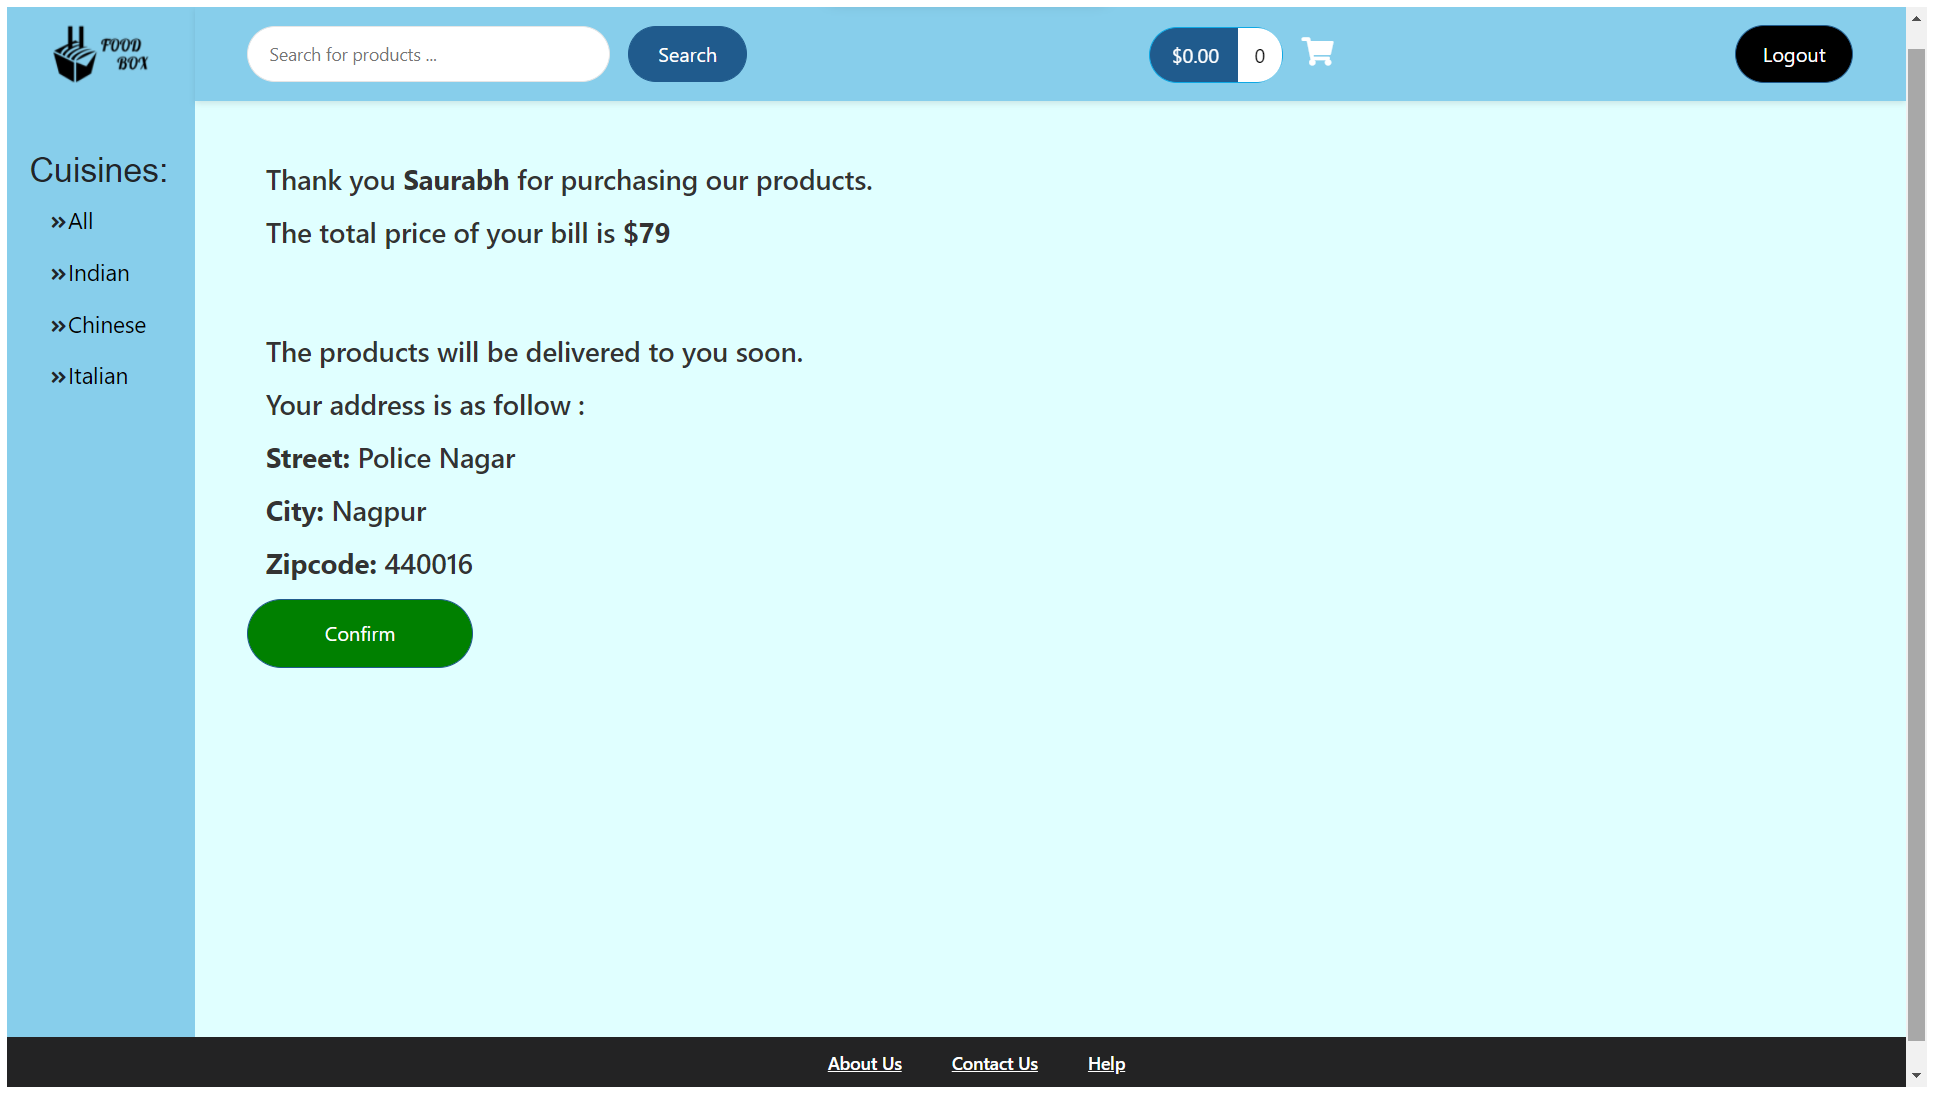 FOOD
BOX
Search for products ...
Search
$0.00 0
Logout
Cuisines:
»All
»Indian
»Chinese
»Italian
Thank you Saurabh for purchasing our products.
The total price of your bill is $79
The products will be delivered to you soon.
Your address is as follow :
Street: Police Nagar
City: Nagpur
Zipcode: 440016
Confirm
About Us Contact Us Help